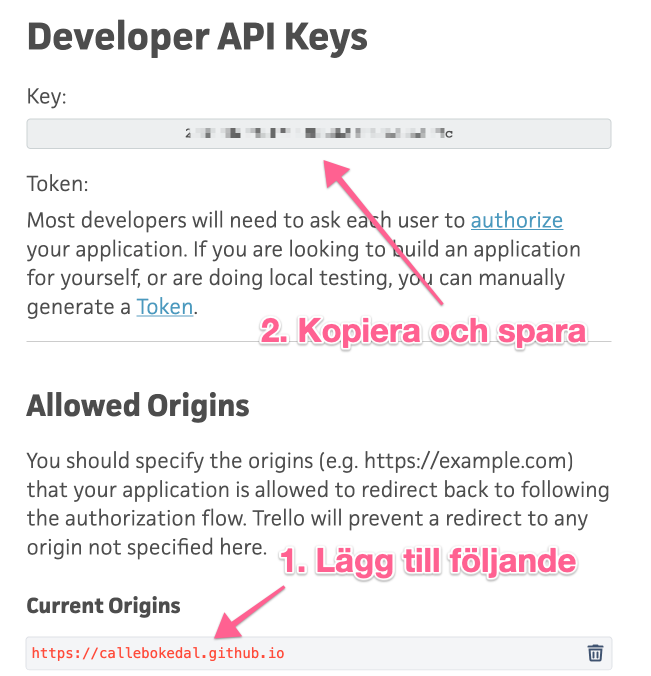 Developer API Keys
Key:
Token:
Most developers will need to ask each user to authorize
your application. If you are looking to build an application
for yourself, or are doing local testing, you can manually
generate a Token.
2. Kopiera och spara
Allowed Origins
You should specify the origins (e.g. https://example.com)
that your application is allowed to redirect back to following
the authorization flow. Trello will prevent a redirect to any
origin not specified here.
1. Lägg till följande
Current Origins
https://callebokedal.github.io